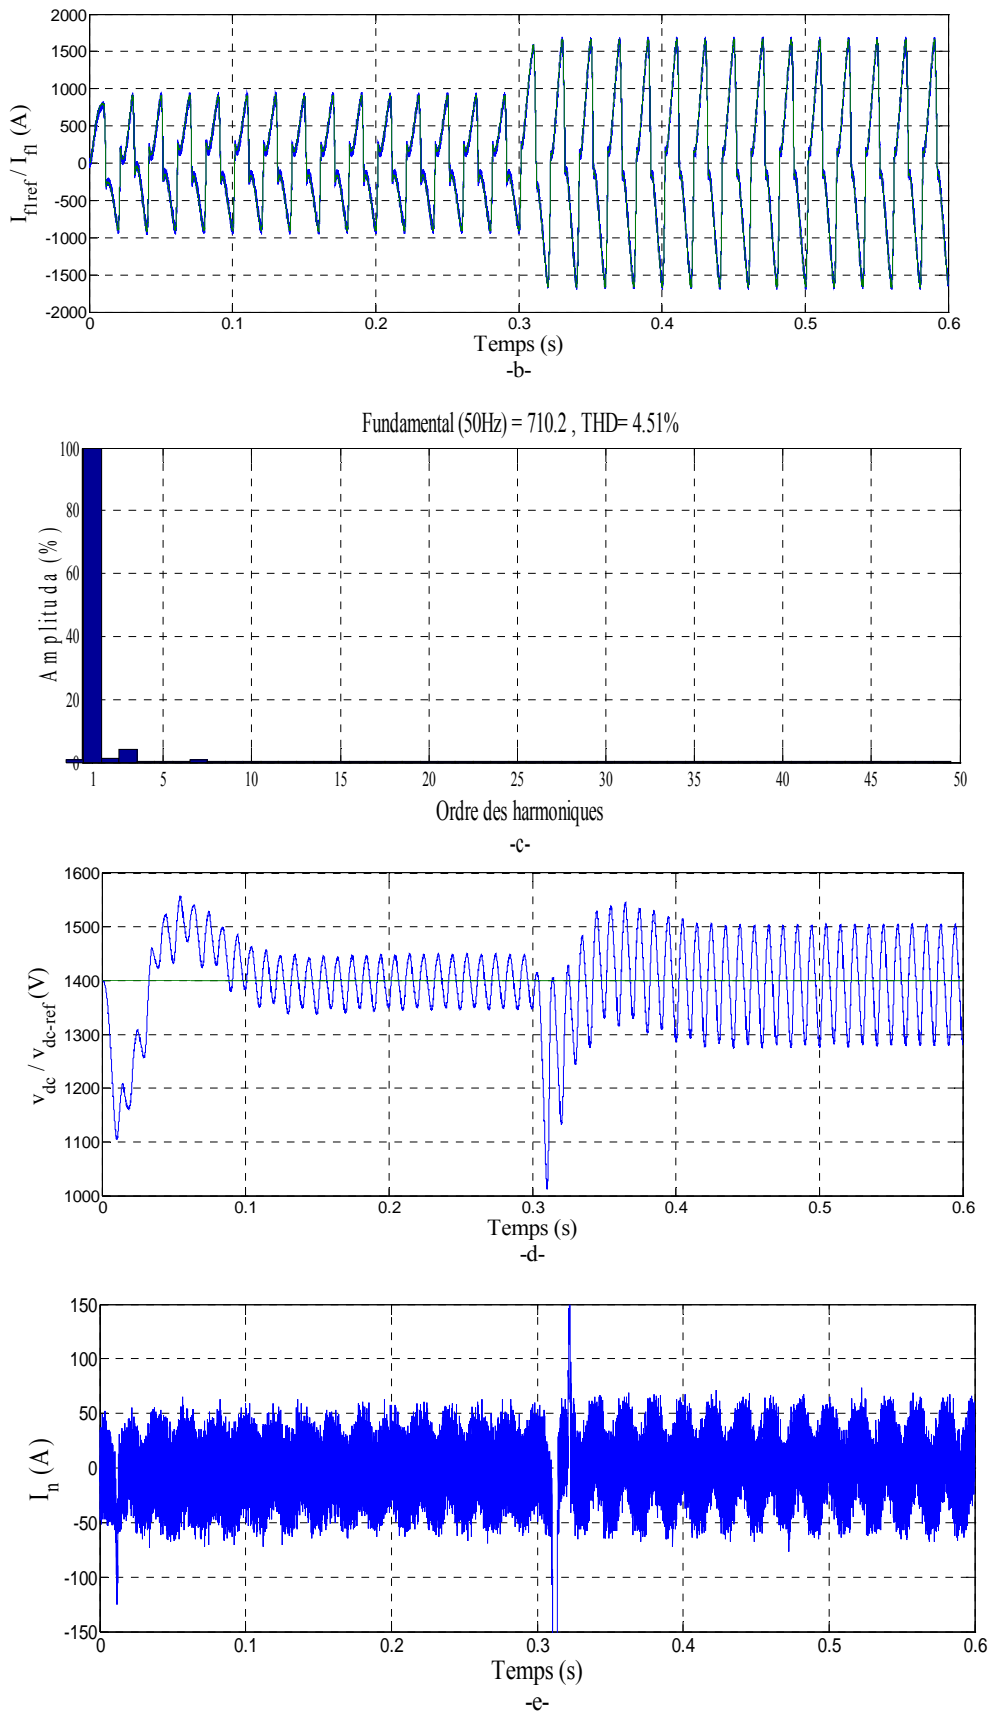 2000
1500
1000
500
0
-500
-1000
-1500
-2000
I_f1ref / I_f1 (A)
0 0.1 0.2 0.3 0.4 0.5 0.6
Temps (s)
-b-
Fundamental (50Hz) = 710.2 , THD= 4.51%
100
80
60
40
20
0
Amplituda (%)
1 5 10 15 20 25 30 35 40 45 50
Ordre des harmoniques
-c-
1600
1500
1400
1300
1200
1100
1000
v_dc / v_dc-ref (V)
0 0.1 0.2 0.3 0.4 0.5 0.6
Temps (s)
-d-
150
100
50
0
-50
-100
-150
I_n (A)
0 0.1 0.2 0.3 0.4 0.5 0.6
Temps (s)
-e-